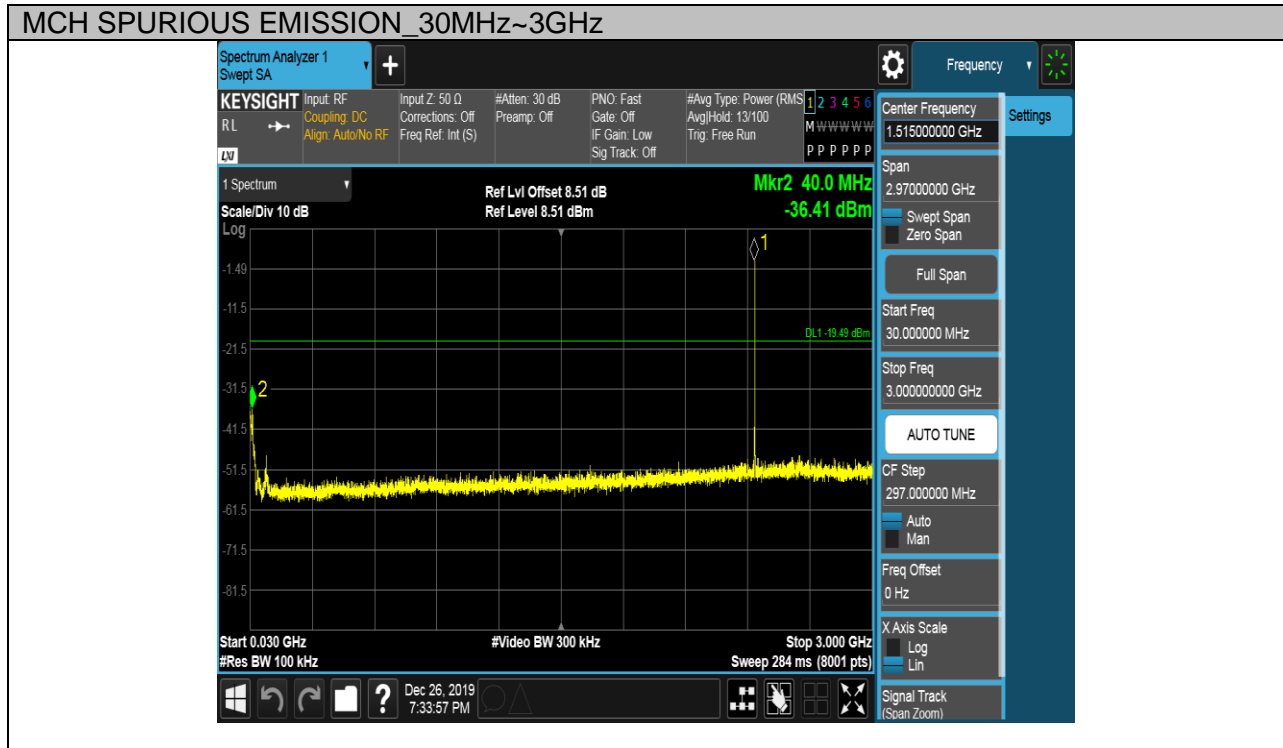 MCH SPURIOUS EMISSION_30MHz~3GHz
Spectrum Analyzer 1
Swept SA
Frequency
KEYSIGHT
RL
LXI
Input: RF
Coupling: DC
Align: Auto/No RF
Input Z: 50 Ω
Corrections: Off
Freq Ref: Int (S)
#Atten: 30 dB
Preamp: Off
PNO: Fast
Gate: Off
IF Gain: Low
Sig Track: Off
#Avg Type: Power (RMS
Avg|Hold: 13/100
Trig: Free Run
1 2 3 4 5 6
M W W W W W
P P P P P P
1 Spectrum
Scale/Div 10 dB
Log
Ref Lvl Offset 8.51 dB
Ref Level 8.51 dBm
Mkr2 40.0 MHz
-36.41 dBm
1
-1.49
-11.5
DL1 -19.49 dBm
-21.5
-31.5
2
-41.5
-51.5
-61.5
-71.5
-81.5
Start 0.030 GHz
#Res BW 100 kHz
#Video BW 300 kHz
Stop 3.000 GHz
Sweep 284 ms (8001 pts)
Center Frequency
1.515000000 GHz
Settings
Span
2.97000000 GHz
Swept Span
Zero Span
Full Span
Start Freq
30.000000 MHz
Stop Freq
3.000000000 GHz
AUTO TUNE
CF Step
297.000000 MHz
Auto
Man
Freq Offset
0 Hz
X Axis Scale
Log
Lin
Signal Track
(Span Zoom)
?
Dec 26, 2019
7:33:57 PM